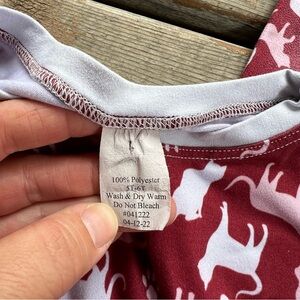 100% Polyester
5T-6T
Wash & Dry Warm
Do Not Bleach
#041222
04-12-22